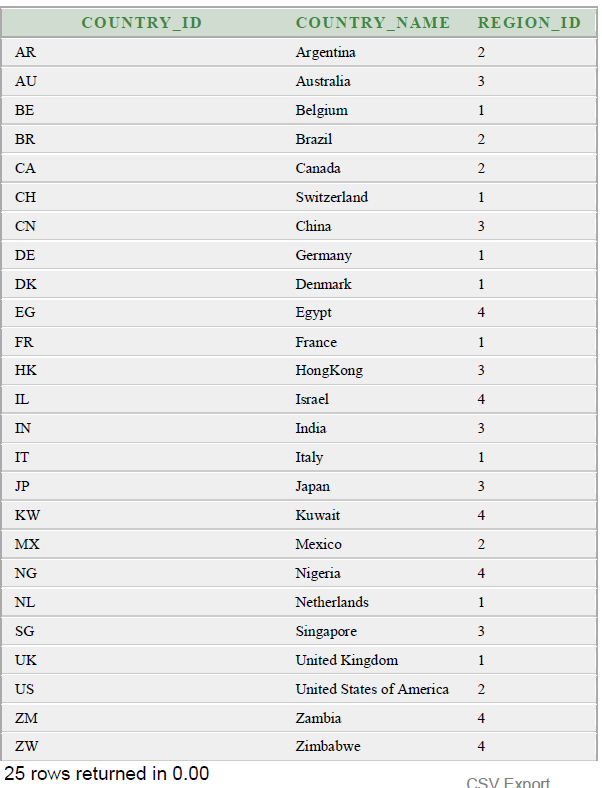 COUNTRY_ID COUNTRY_NAME REGION_ID
AR Argentina 2
AU Australia 3
BE Belgium 1
BR Brazil 2
CA Canada 2
CH Switzerland 1
CN China 3
DE Germany 1
DK Denmark 1
EG Egypt 4
FR France 1
HK HongKong 3
IL Israel 4
IN India 3
IT Italy 1
JP Japan 3
KW Kuwait 4
MX Mexico 2
NG Nigeria 4
NL Netherlands 1
SG Singapore 3
UK United Kingdom 1
US United States of America 2
ZM Zambia 4
ZW Zimbabwe 4
25 rows returned in 0.00
CSV Export